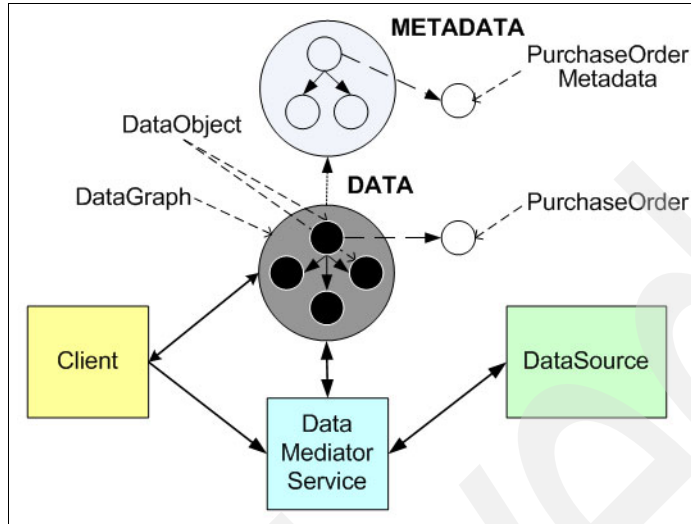 METADATA
PurchaseOrder
Metadata
DataObject
DATA
DataGraph
PurchaseOrder
Client
DataSource
Data
Mediator
Service